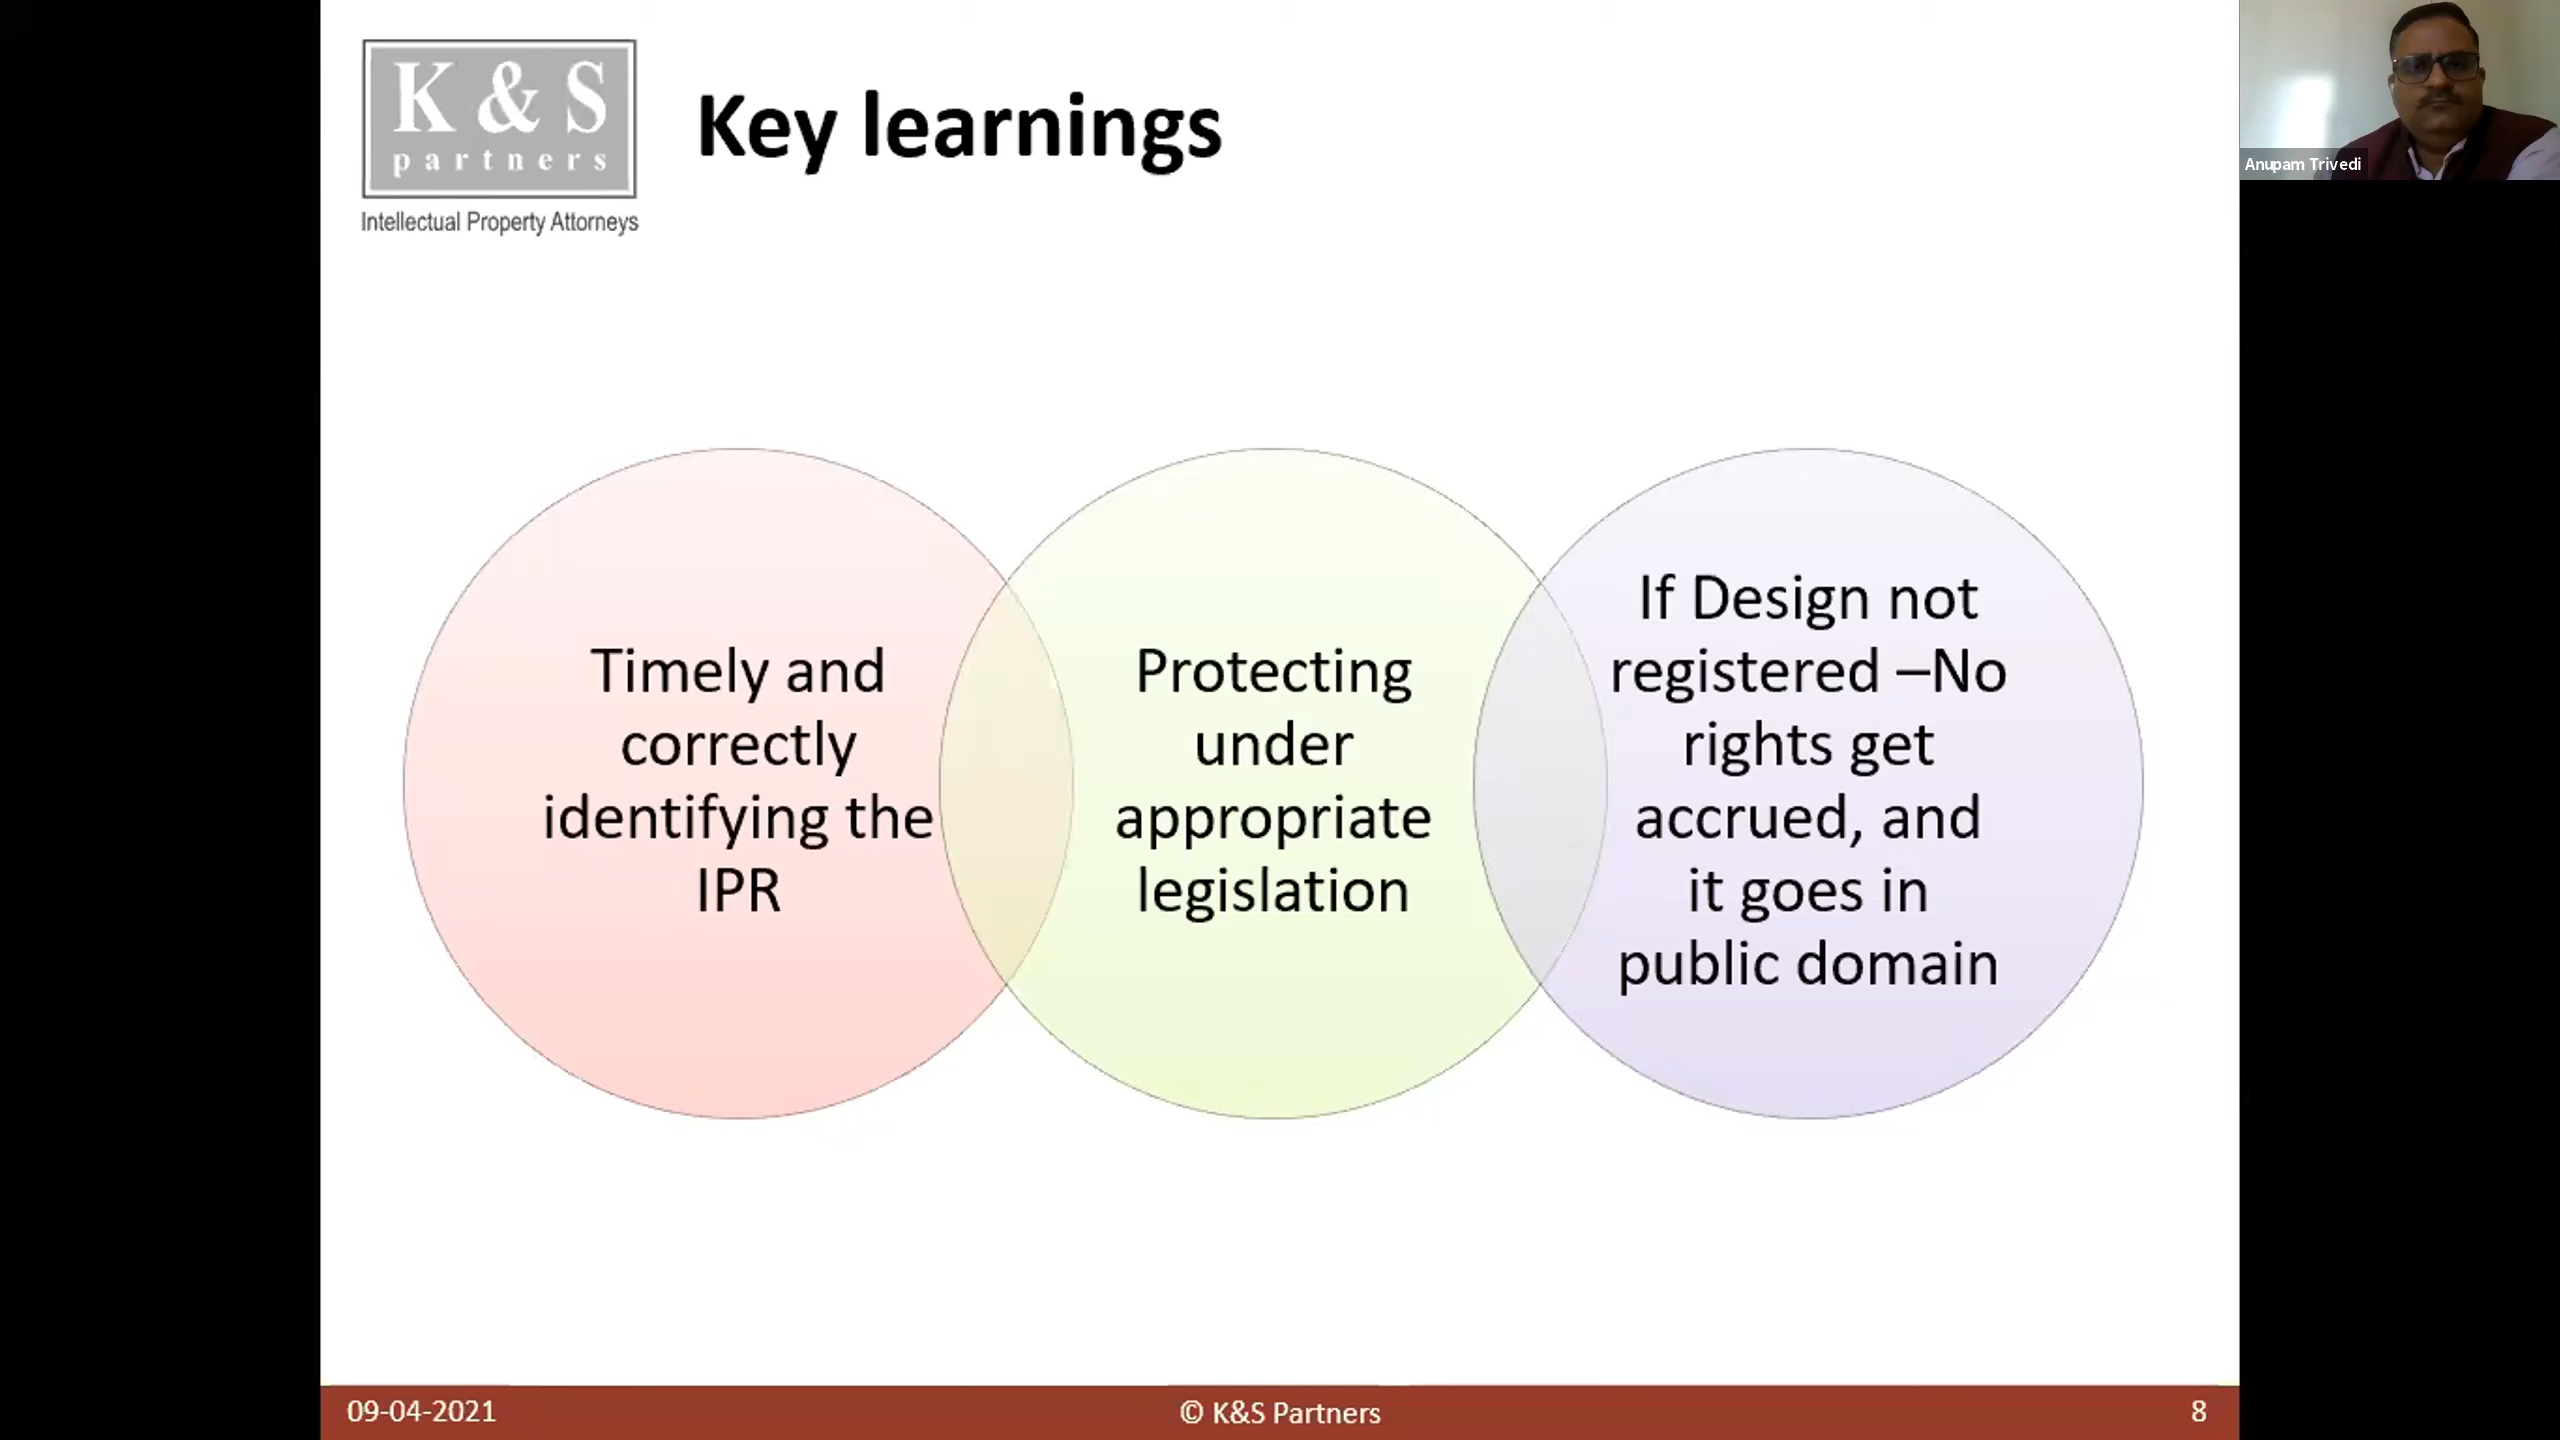 K & S
partners
Intellectual Property Attorneys
Key learnings
Anupam Trivedi
Timely and
correctly
identifying the
IPR
Protecting
under
appropriate
legislation
If Design not
registered –No
rights get
accrued, and
it goes in
public domain
09-04-2021
© K&S Partners
8